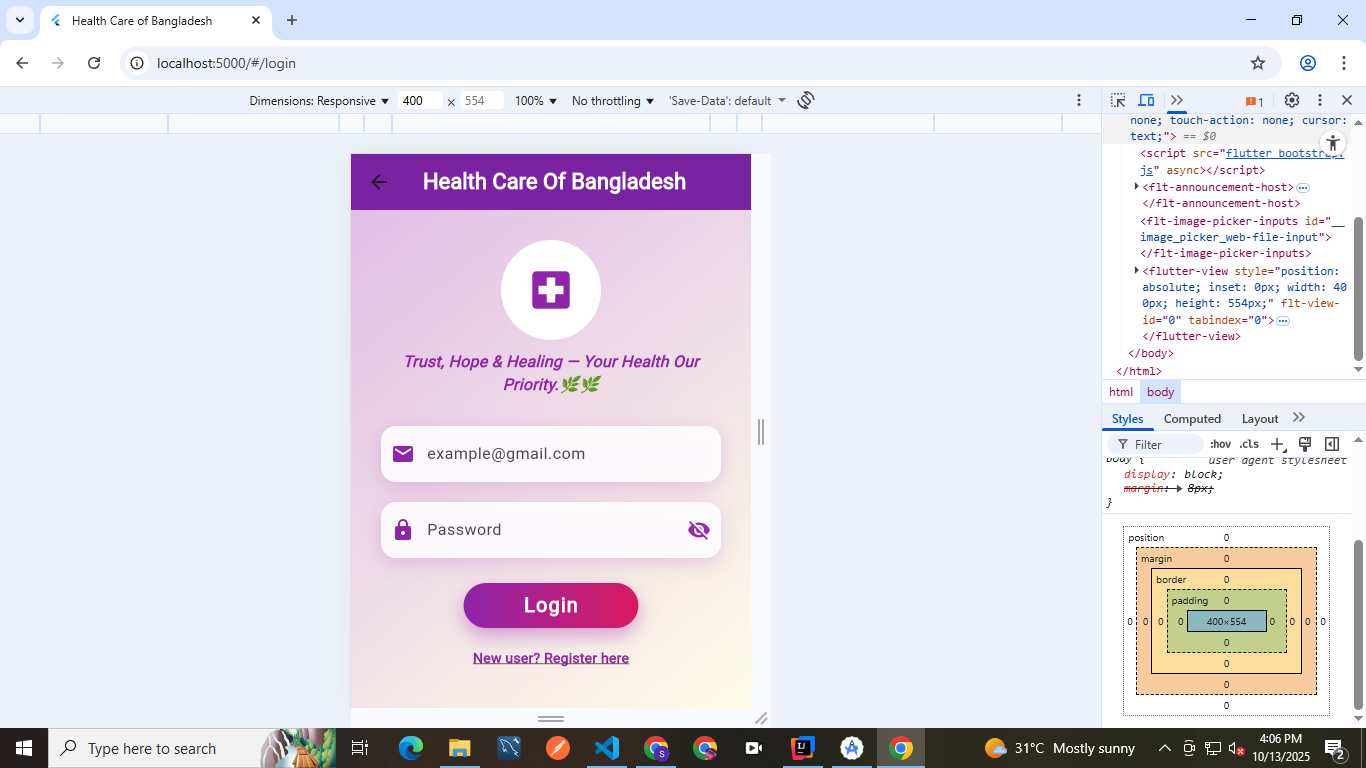 Health Care of Bangladesh
localhost:5000/#/login
Dimensions: Responsive 400 × 554 100% No throttling 'Save-Data': default
1
Health Care Of Bangladesh
Trust, Hope & Healing — Your Health Our
Priority.🌿🌿
example@gmail.com
Password
Login
New user? Register here
none; touch-action: none; cursor:
text;"> == $0
<script src="flutter_bootstrap.
js" async></script>
<flt-announcement-host>
</flt-announcement-host>
<flt-image-picker-inputs id="__
image_picker_web-file-input">
</flt-image-picker-inputs>
<flutter-view style="position:
absolute; inset: 0px; width: 40
0px; height: 554px;" flt-view-
id="0" tabindex="0">
</flutter-view>
</body>
</html>
html body
Styles Computed Layout
Filter :hov .cls
body { user agent stylesheet
display: block;
margin: 8px;
}
position 0
margin 0
border 0
padding 0
0 0 0 0 400×554 0 0 0 0
0
0
0
0
Type here to search
31°C Mostly sunny
4:06 PM
10/13/2025
2